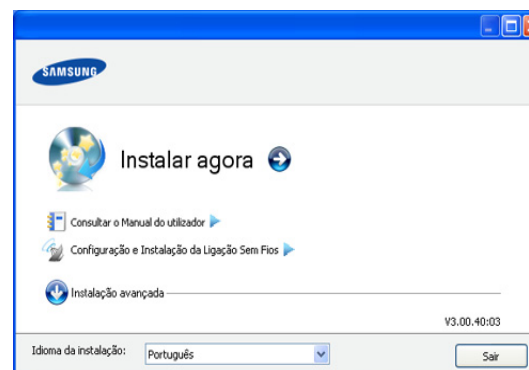 SAMSUNG
Instalar agora
Consultar o Manual do utilizador
Configuração e Instalação da Ligação Sem Fios
Instalação avançada
V3.00.40:03
Idioma da instalação: Português Sair